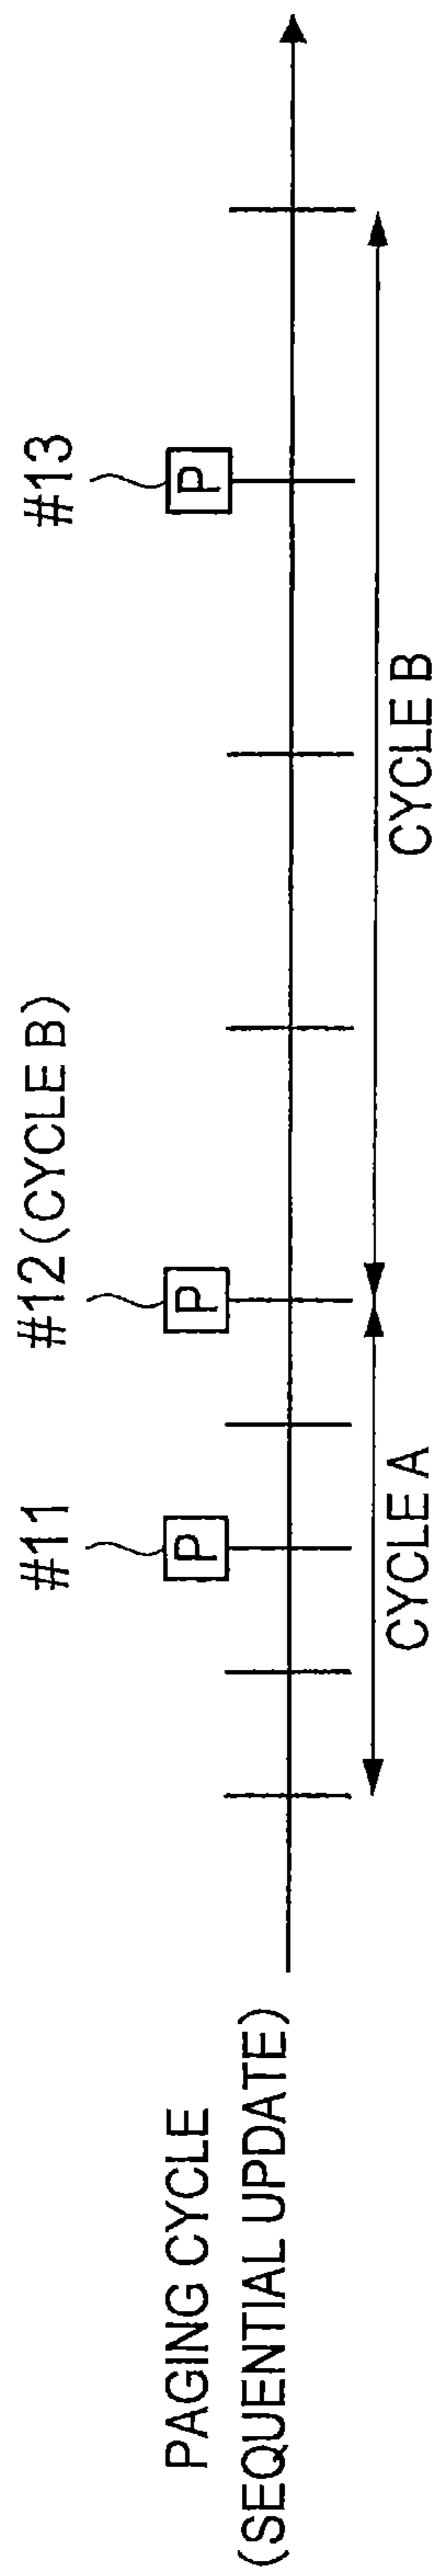 PAGING CYCLE
(SEQUENTIAL UPDATE)
#11
#12 (CYCLE B)
#13
P
P
P
CYCLE A
CYCLE B